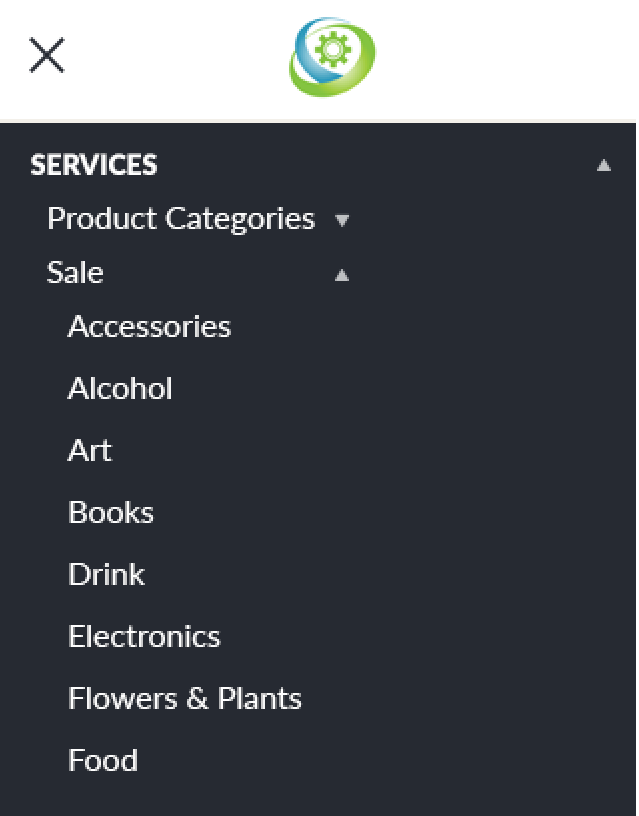 SERVICES
Product Categories
Sale
Accessories
Alcohol
Art
Books
Drink
Electronics
Flowers & Plants
Food